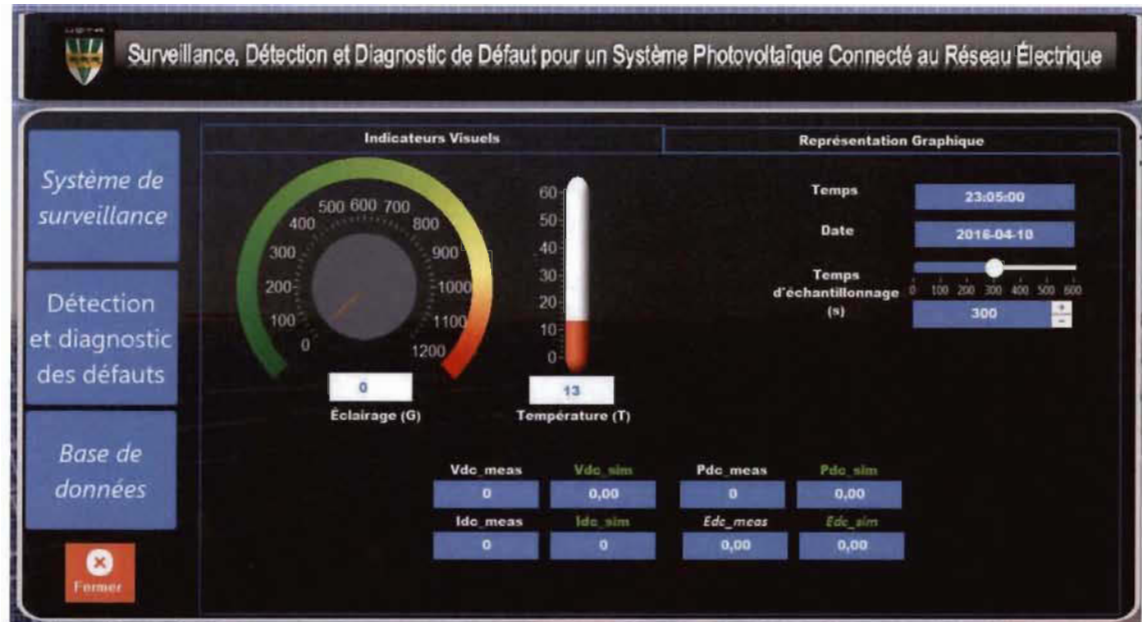 Surveillance, Détection et Diagnostic de Défaut pour un Système Photovoltaïque Connecté au Réseau Électrique
Système de
surveillance
Détection
et diagnostic
des défauts
Base de
données
Fermer
Indicateurs Visuels
Représentation Graphique
0
100
200
300
400
500
600
700
800
900
1000
1100
1200
0
Éclairage (G)
60
50
40
30
20
10
0
13
Température (T)
Temps
23:05:00
Date
2016-04-10
Temps
d'échantillonnage
(s)
0 100 200 300 400 500 600
300
+
−
Vdc_meas
Vdc_sim
Pdc_meas
Pdc_sim
0
0,00
0
0,00
Idc_meas
Idc_sim
Edc_meas
Edc_sim
0
0
0,00
0,00